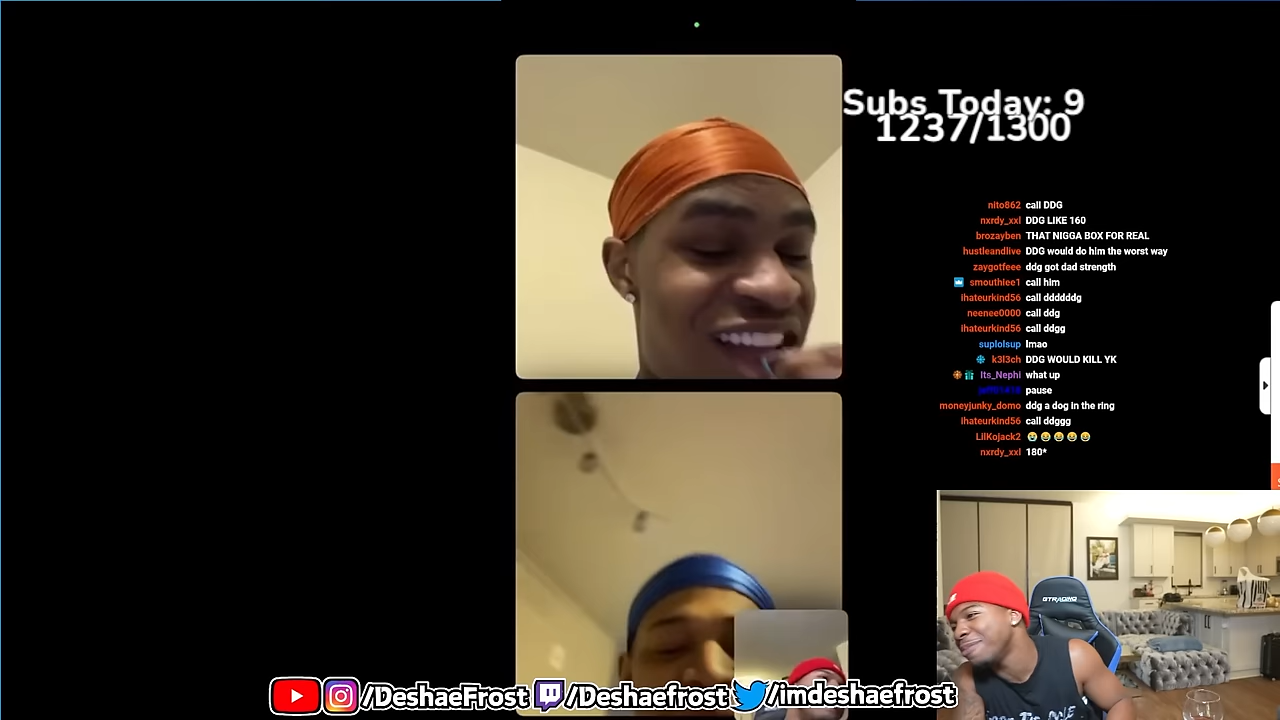 Subs Today: 9
1237/1300
nito862 call DDG
nxrdy_xxl DDG LIKE 160
brozayben THAT NIGGA BOX FOR REAL
hustleandlive DDG would do him the worst way
zaygotfeee ddg got dad strength
smouthiee1 call him
ihateurkind56 call ddddddg
neenee0000 call ddg
ihateurkind56 call ddgg
suplolsup lmao
k3l3ch DDG WOULD KILL YK
Its_Nephi what up
pause
moneyjunky_domo ddg a dog in the ring
ihateurkind56 call ddggg
LilKojack2 😭😂😂😂😂
nxrdy_xxl 180*
GTRACING
/DeshaeFrost /Deshaefrost /imdeshaefrost